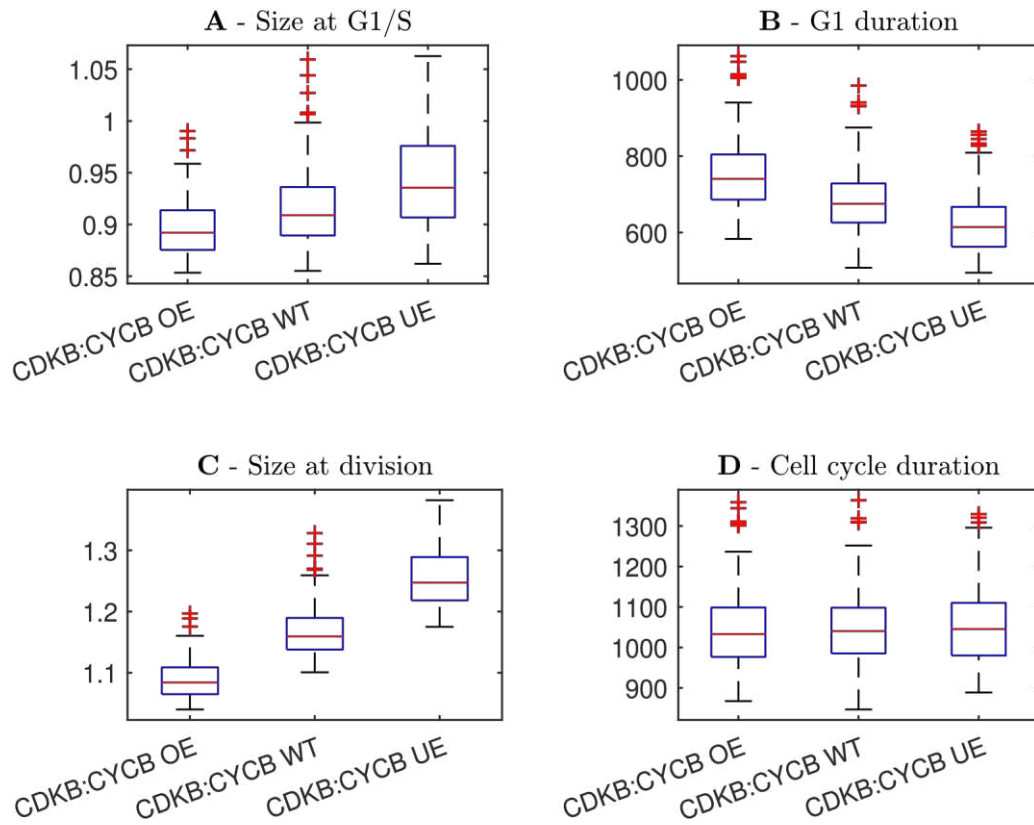 A - Size at G1/S
1.05
1
0.95
0.9
0.85
CDKB:CYCB OE
CDKB:CYCB WT
CDKB:CYCB UE
B - G1 duration
1000
800
600
CDKB:CYCB OE
CDKB:CYCB WT
CDKB:CYCB UE
C - Size at division
1.3
1.2
1.1
CDKB:CYCB OE
CDKB:CYCB WT
CDKB:CYCB UE
D - Cell cycle duration
1300
1200
1100
1000
900
CDKB:CYCB OE
CDKB:CYCB WT
CDKB:CYCB UE